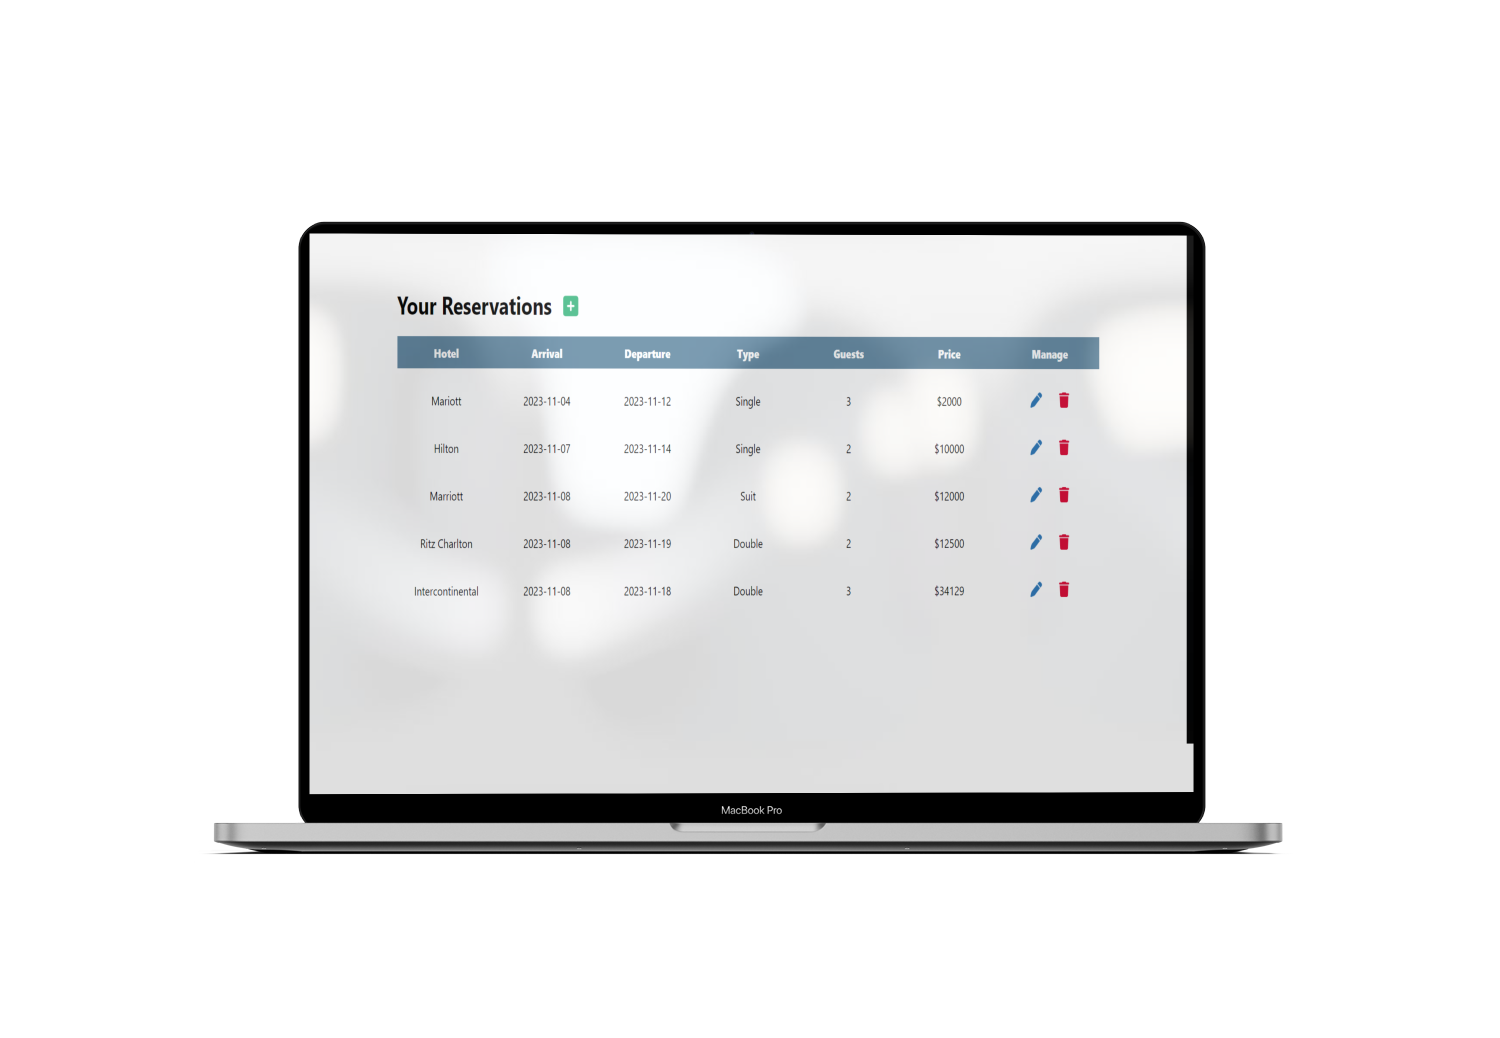 Your Reservations +
Hotel Arrival Departure Type Guests Price Manage
Mariott 2023-11-04 2023-11-12 Single 3 $2000
Hilton 2023-11-07 2023-11-14 Single 2 $10000
Marriott 2023-11-08 2023-11-20 Suit 2 $12000
Ritz Charlton 2023-11-08 2023-11-19 Double 2 $12500
Intercontinental 2023-11-08 2023-11-18 Double 3 $34129
MacBook Pro